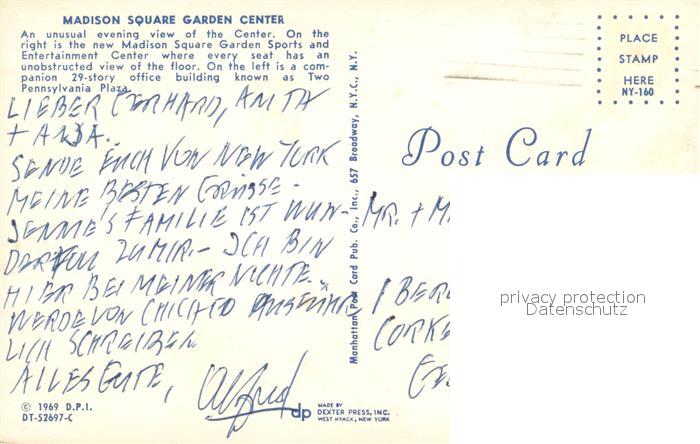 MADISON SQUARE GARDEN CENTER
An unusual evening view of the Center. On the
right is the new Madison Square Garden Sports and
Entertainment Center where every seat has an
unobstructed view of the floor. On the left is a com-
panion 29-story office building known as Two
Pennsylvania Plaza.
LIEBER GERHARD, ANITA
+ ANJA.
SENDE EUCH VON NEW YORK
MEINE BESTEN GRÜSSE.
JENNIE'S FAMILIE IST WUN-
DERVOLL ZU MIR. - ICH BIN
HIER BEI MEINER NICHTE.
WERDE VON CHICAGO AUSFÜHR
LICH SCHREIBEN
ALLES GUTE,
Alfred
© 1969 D.P.I.
DT-52697-C
dp
MADE BY
DEXTER PRESS, INC.
WEST NYACK, NEW YORK
Manhattan Post Card Pub. Co., Inc., 657 Broadway, N.Y.C., N.Y.
PLACE
STAMP
HERE
NY-160
Post Card
MR. + M
1 BER
privacy protection
Datenschutz